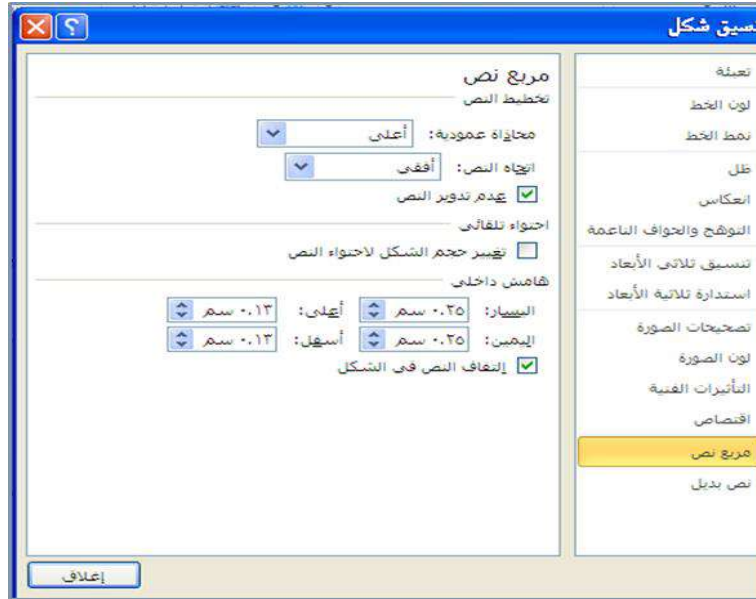 تنسيق شكل
تعبئة
لون الخط
نمط الخط
ظل
انعكاس
التوهج والحواف الناعمة
تنسيق ثلاثي الأبعاد
استدارة ثلاثية الأبعاد
تصحيحات الصورة
لون الصورة
التأثيرات الفنية
اقتصاص
مربع نص
نص بديل
مربع نص
تخطيط النص
محاذاة عمودية: أعلى
اتجاه النص: أفقي
عدم تدوير النص
احتواء تلقائي
تغيير حجم الشكل لاحتواء النص
هامش داخلي
اليسار: ٠.٢٥ سم أعلى: ٠.١٣ سم
اليمين: ٠.٢٥ سم أسفل: ٠.١٣ سم
إلتفاف النص في الشكل
إغلاق